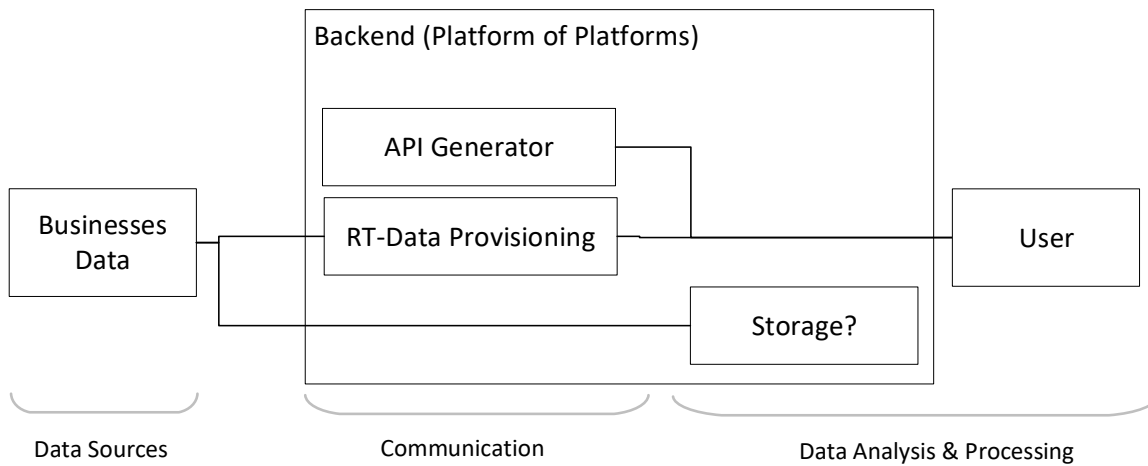 Backend (Platform of Platforms)
API Generator
Businesses
Data
RT-Data Provisioning
User
Storage?
Data Sources
Communication
Data Analysis & Processing